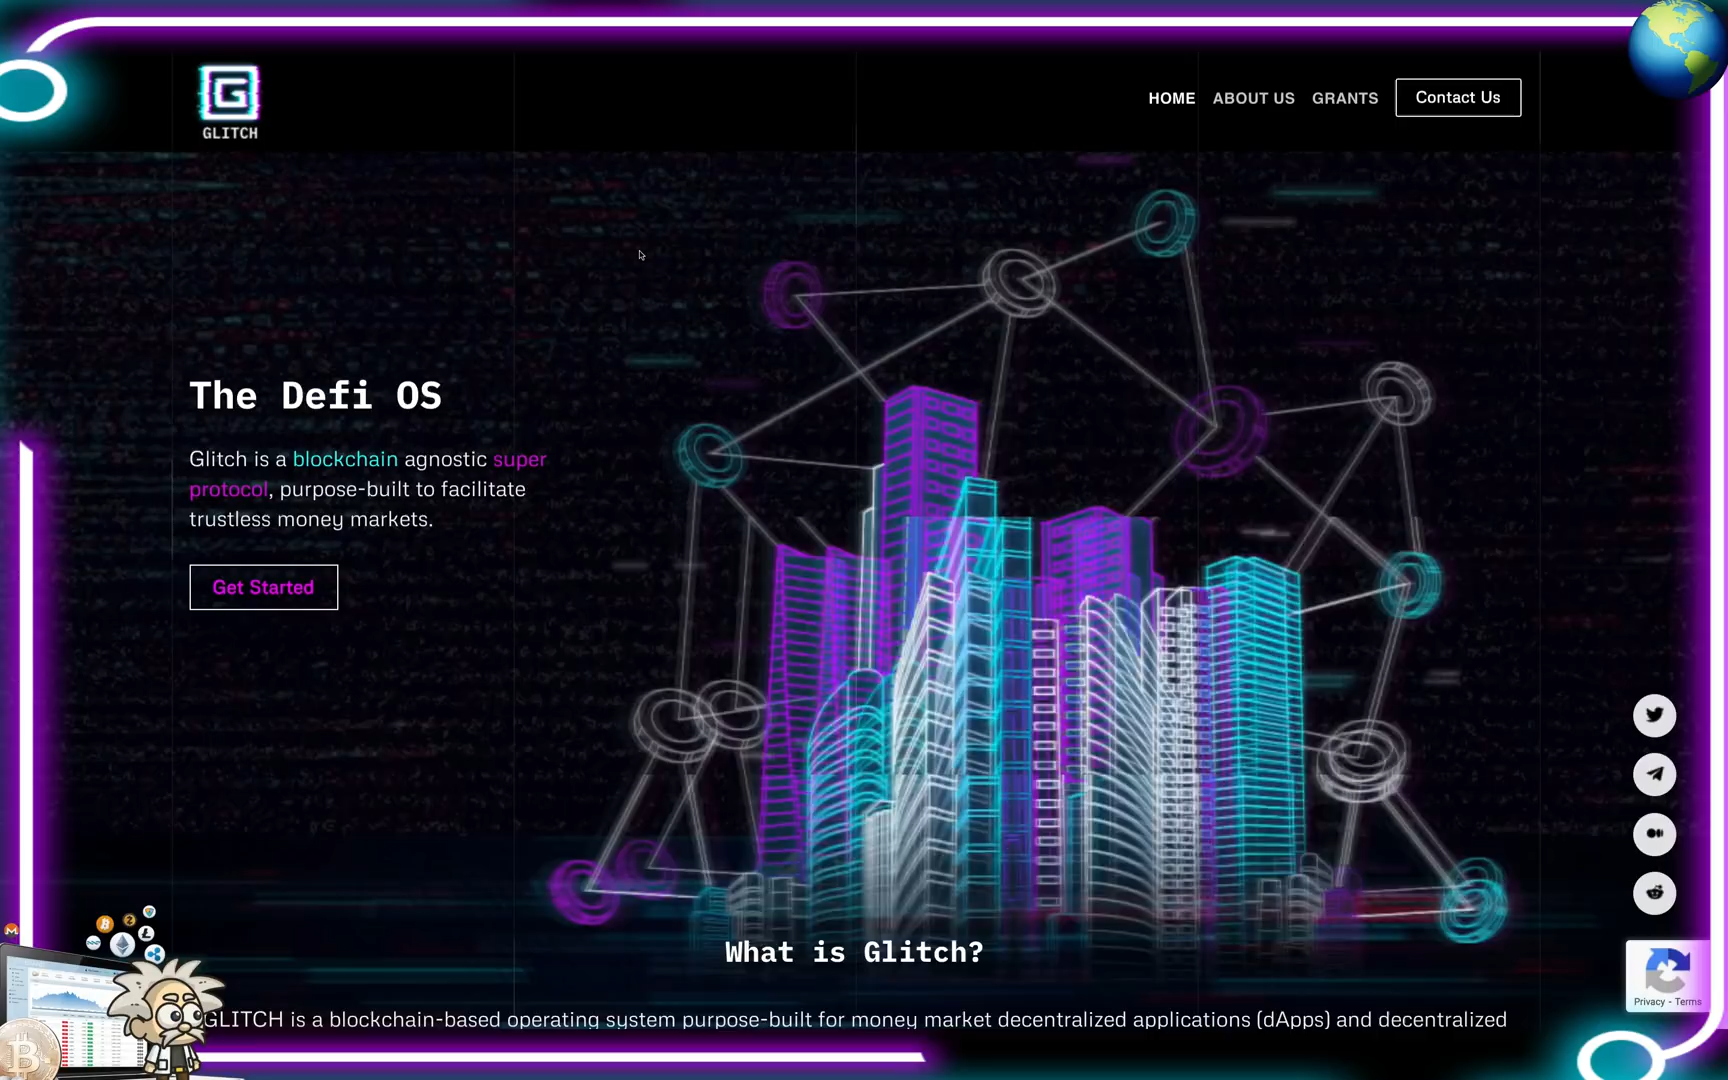 GLITCH
HOME ABOUT US GRANTS Contact Us
The Defi OS
Glitch is a blockchain agnostic super
protocol, purpose-built to facilitate
trustless money markets.
Get Started
What is Glitch?
GLITCH is a blockchain-based operating system purpose-built for money market decentralized applications (dApps) and decentralized
Privacy - Terms